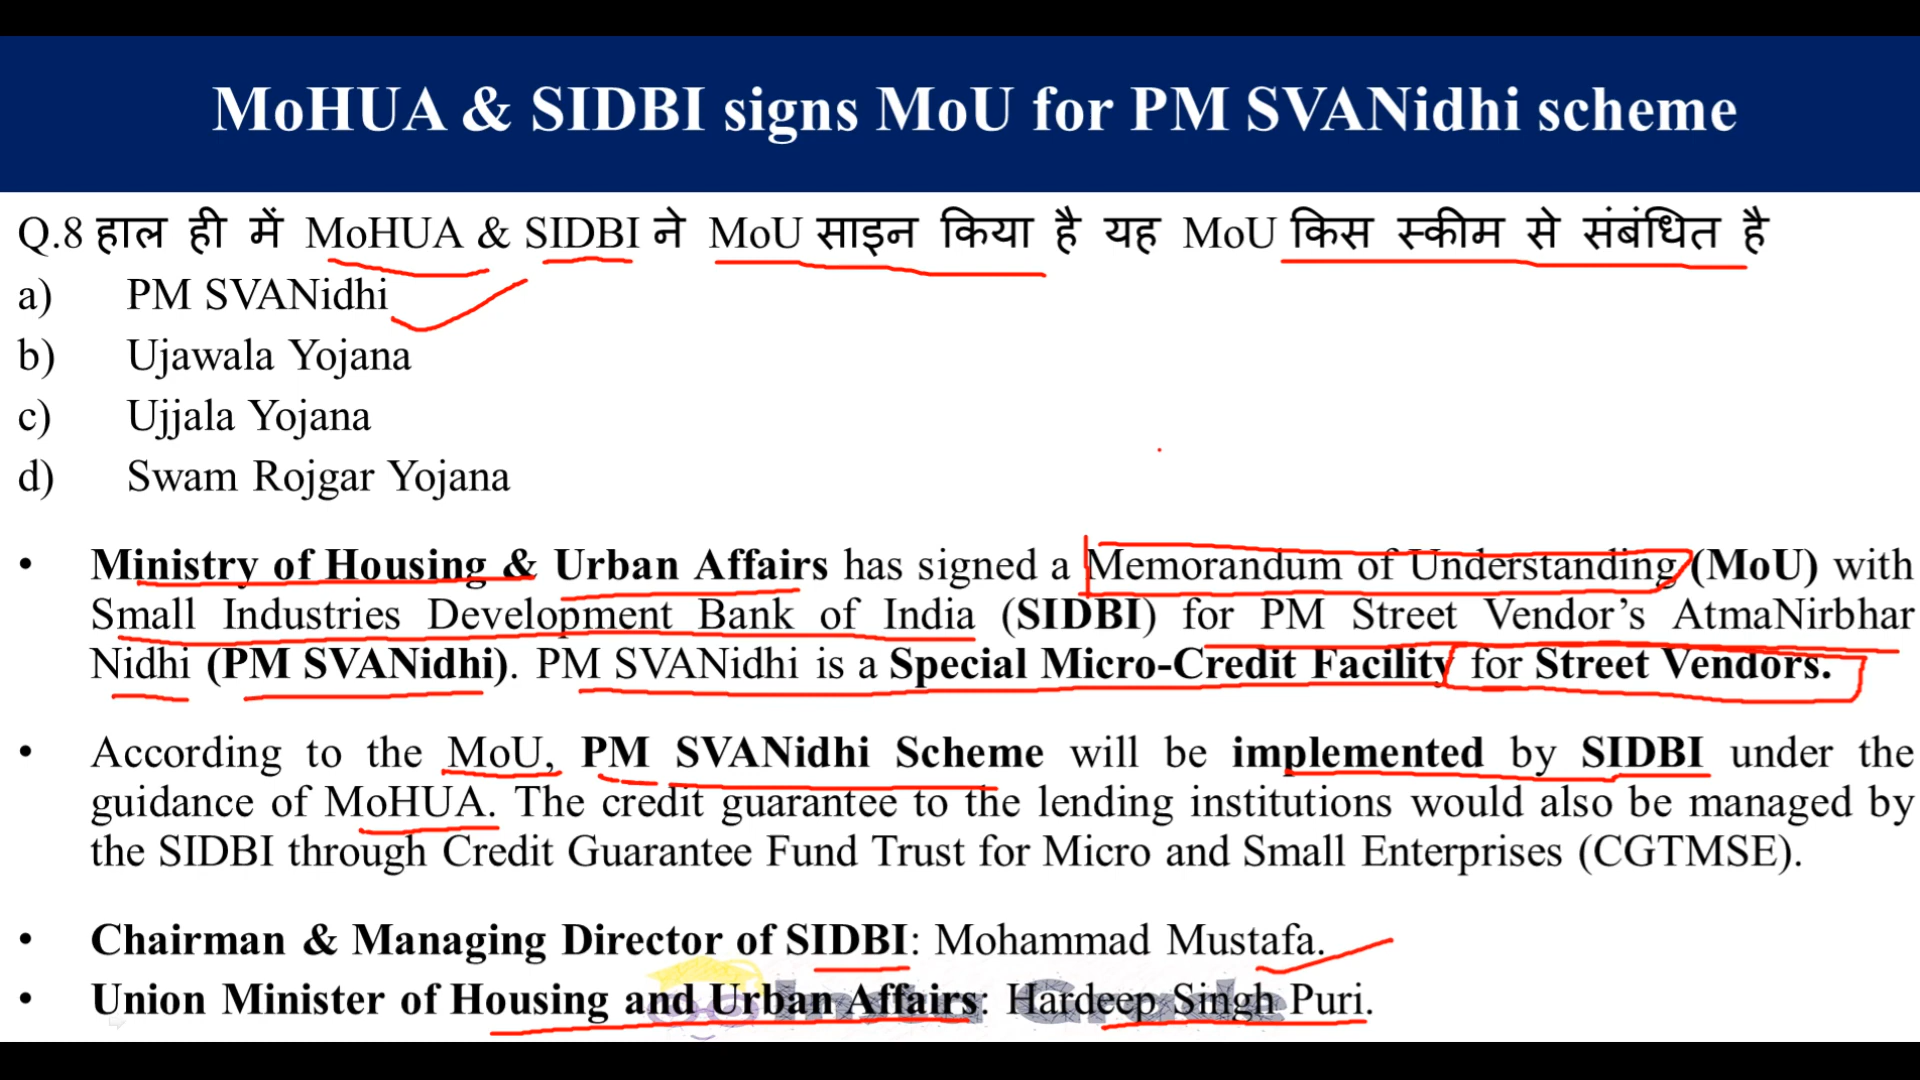 MoHUA & SIDBI signs MoU for PM SVANidhi scheme
Q.8 हाल ही में MoHUA & SIDBI ने MoU साइन किया है यह MoU किस स्कीम से संबंधित है
a) PM SVANidhi
b) Ujawala Yojana
c) Ujjala Yojana
d) Swam Rojgar Yojana
• Ministry of Housing & Urban Affairs has signed a Memorandum of Understanding (MoU) with
Small Industries Development Bank of India (SIDBI) for PM Street Vendor’s AtmaNirbhar
Nidhi (PM SVANidhi). PM SVANidhi is a Special Micro-Credit Facility for Street Vendors.
• According to the MoU, PM SVANidhi Scheme will be implemented by SIDBI under the
guidance of MoHUA. The credit guarantee to the lending institutions would also be managed by
the SIDBI through Credit Guarantee Fund Trust for Micro and Small Enterprises (CGTMSE).
• Chairman & Managing Director of SIDBI: Mohammad Mustafa.
• Union Minister of Housing and Urban Affairs: Hardeep Singh Puri.